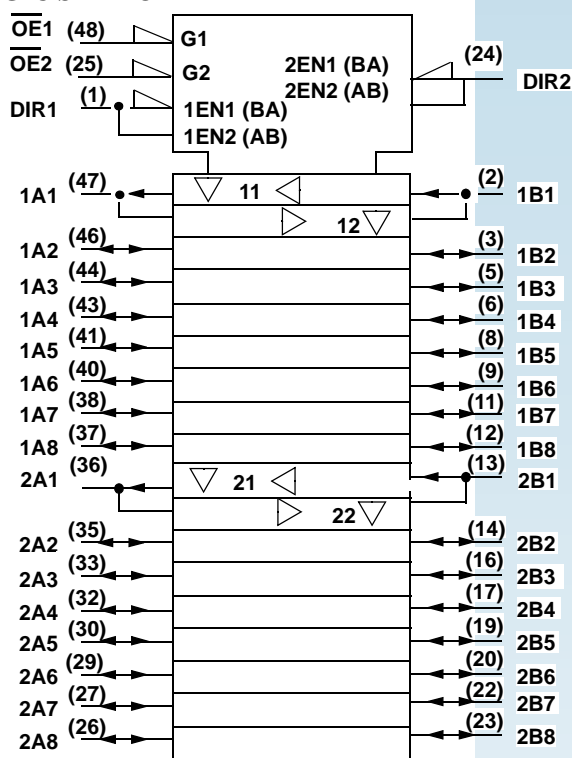 OE1 (48) G1
OE2 (25) G2 2EN1 (BA) (24) DIR2
2EN2 (AB)
DIR1 (1) 1EN1 (BA)
1EN2 (AB)
1A1 (47) 11 (2) 1B1
12
1A2 (46) (3) 1B2
1A3 (44) (5) 1B3
1A4 (43) (6) 1B4
1A5 (41) (8) 1B5
1A6 (40) (9) 1B6
1A7 (38) (11) 1B7
1A8 (37) (12) 1B8
2A1 (36) 21 (13) 2B1
22
2A2 (35) (14) 2B2
2A3 (33) (16) 2B3
2A4 (32) (17) 2B4
2A5 (30) (19) 2B5
2A6 (29) (20) 2B6
2A7 (27) (22) 2B7
2A8 (26) (23) 2B8